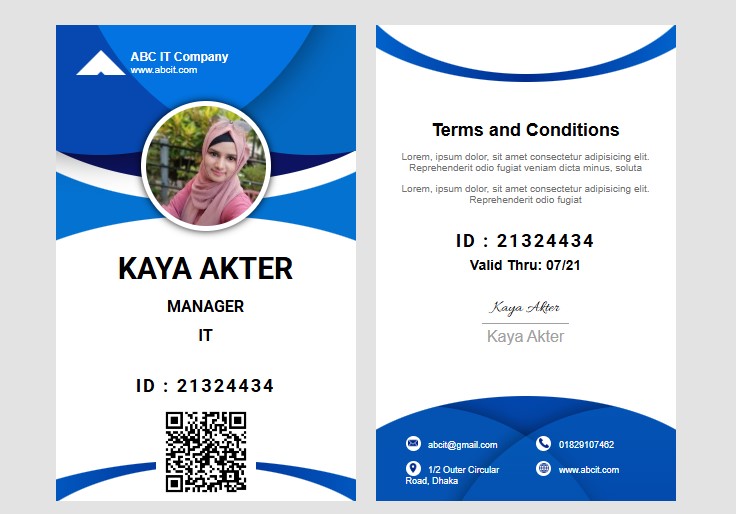 ABC IT Company
www.abcit.com
KAYA AKTER
MANAGER
IT
ID : 21324434
Terms and Conditions
Lorem, ipsum dolor, sit amet consectetur adipisicing elit.
Reprehenderit odio fugiat veniam dicta minus, soluta
Lorem, ipsum dolor, sit amet consectetur adipisicing elit.
Reprehenderit odio fugiat
ID : 21324434
Valid Thru: 07/21
Kaya Akter
Kaya Akter
abcit@gmail.com
01829107462
1/2 Outer Circular
Road, Dhaka
www.abcit.com